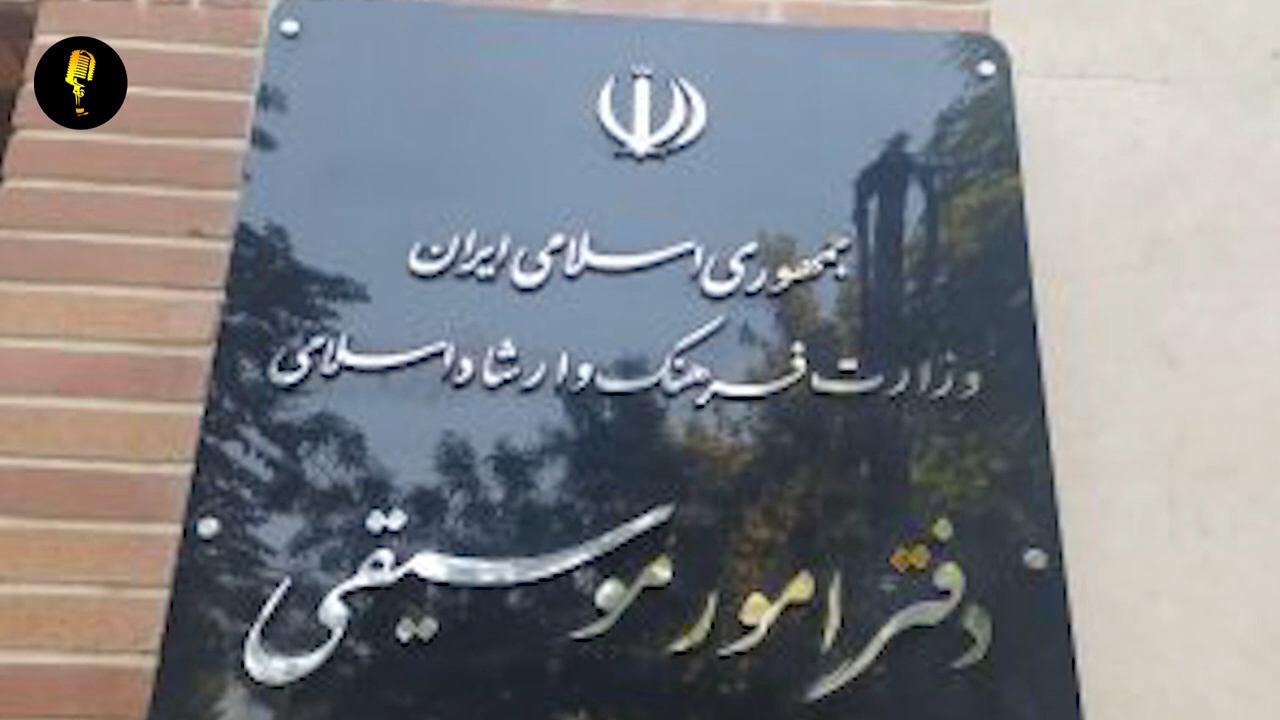 جمهوری اسلامی ایران
وزارت فرهنگ و ارشاد اسلامی
دفتر امور موسیقی